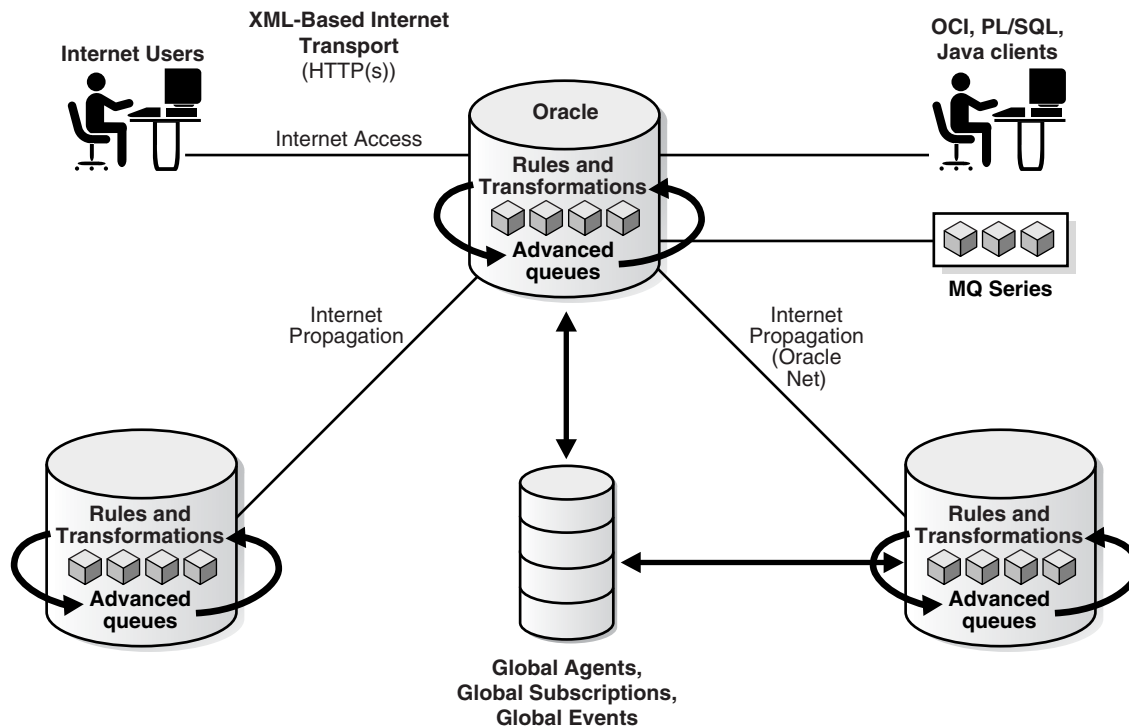 XML-Based Internet
Transport
(HTTP(s))
Internet Users
OCI, PL/SQL,
Java clients
Oracle
Internet Access
Rules and
Transformations
Advanced
queues
MQ Series
Internet
Propagation
Internet
Propagation
(Oracle
Net)
Rules and
Transformations
Advanced
queues
Rules and
Transformations
Advanced
queues
Global Agents,
Global Subscriptions,
Global Events